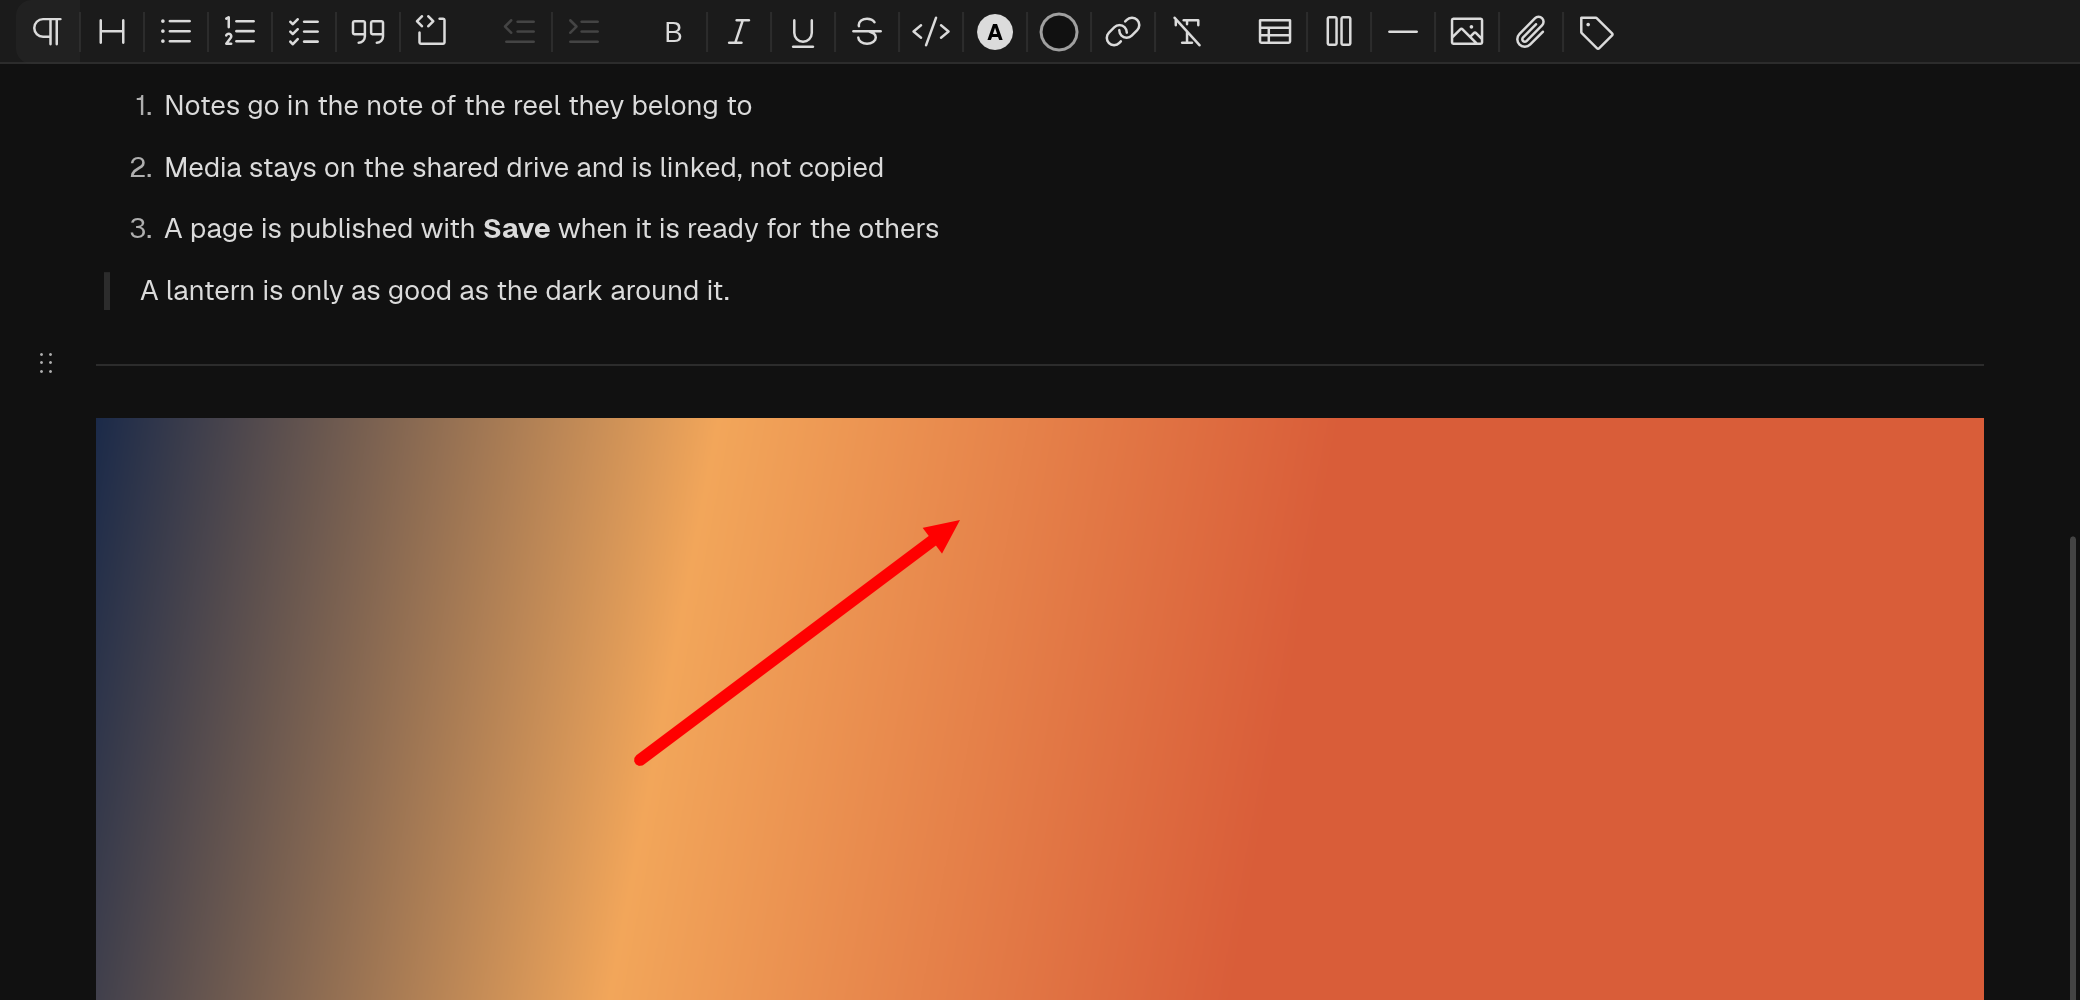 1. Notes go in the note of the reel they belong to
2. Media stays on the shared drive and is linked, not copied
3. A page is published with Save when it is ready for the others
A lantern is only as good as the dark around it.